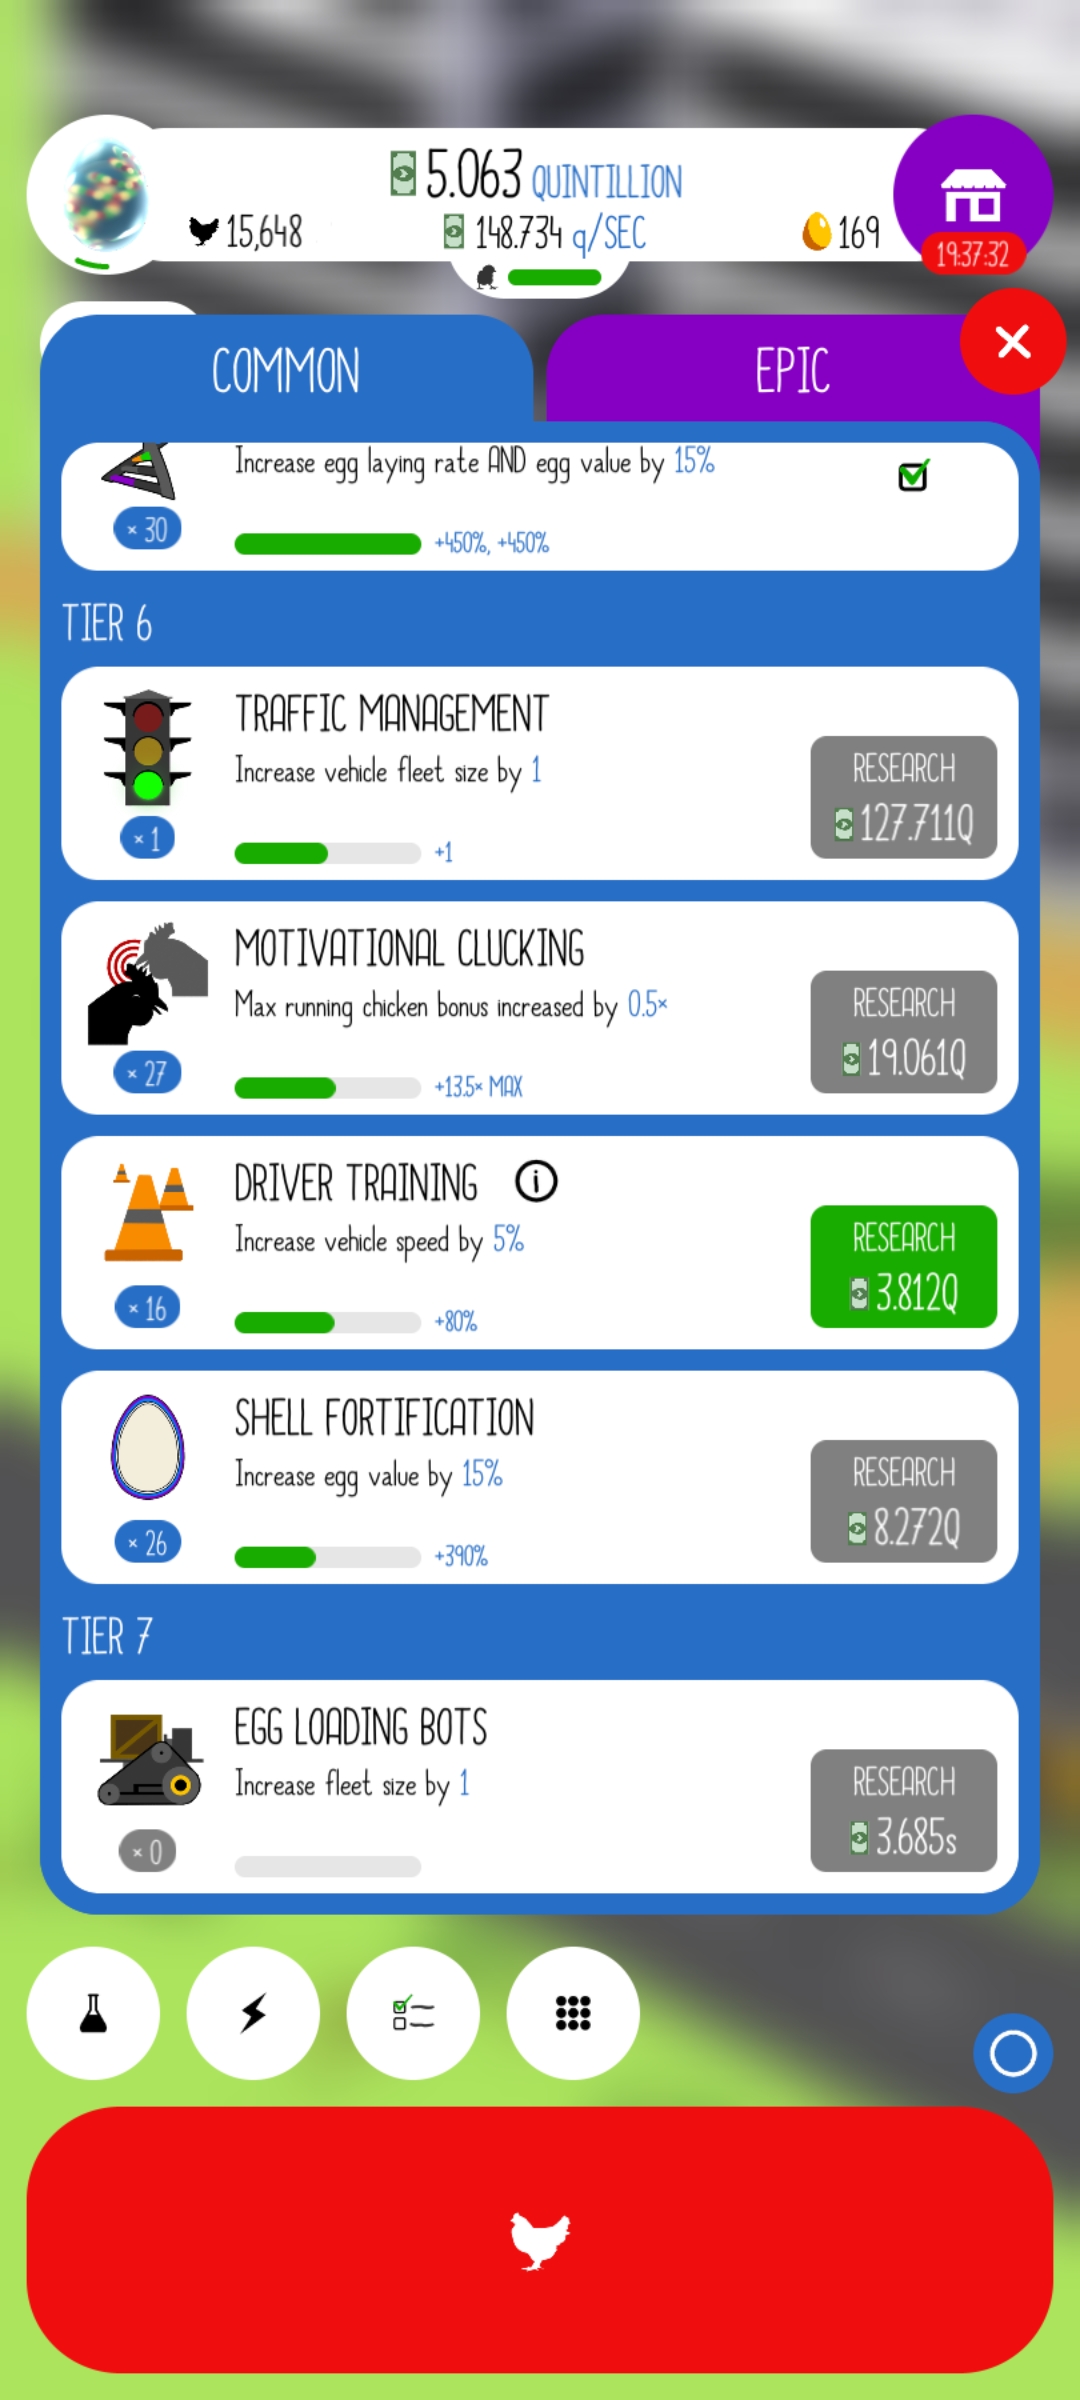 5.063 QUINTILLION
15,648 148.734 q/SEC 169
19:37:32
COMMON EPIC
Increase egg laying rate AND egg value by 15%
× 30 +450%, +450%
TIER 6
TRAFFIC MANAGEMENT
Increase vehicle fleet size by 1
RESEARCH
127.711Q
× 1 +1
MOTIVATIONAL CLUCKING
Max running chicken bonus increased by 0.5×
RESEARCH
19.061Q
× 27 +13.5× MAX
DRIVER TRAINING i
Increase vehicle speed by 5%
RESEARCH
3.812Q
× 16 +80%
SHELL FORTIFICATION
Increase egg value by 15%
RESEARCH
8.272Q
× 26 +390%
TIER 7
EGG LOADING BOTS
Increase fleet size by 1
RESEARCH
3.685s
× 0